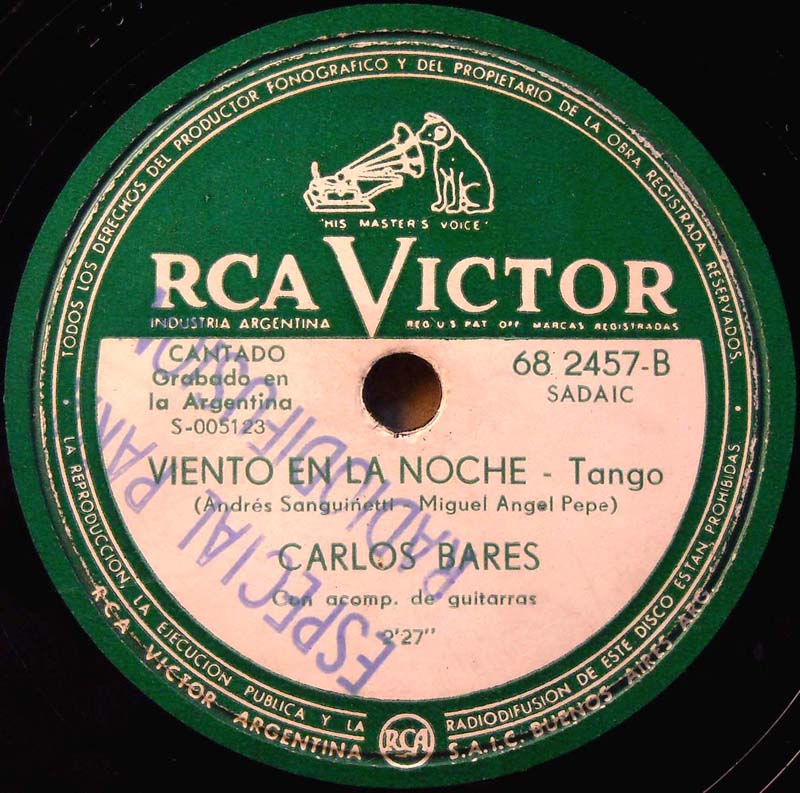 TODOS LOS DERECHOS DEL PRODUCTOR FONOGRAFICO Y DEL PROPIETARIO DE LA OBRA REGISTRADA RESERVADOS.
"HIS MASTER'S VOICE"
RCA VICTOR
INDUSTRIA ARGENTINA
REG. U S PAT OFF MARCAS REGISTRADAS
CANTADO
Grabado en
la Argentina
S-005123
68 2457-B
SADAIC
VIENTO EN LA NOCHE - Tango
(Andrés Sanguinetti - Miguel Angel Pepe)
CARLOS BARES
Con acomp. de guitarras
2'27"
ESPECIAL PARA
RADIODIFUSION
LA REPRODUCCION, LA EJECUCION PUBLICA Y LA RADIODIFUSION DE ESTE DISCO ESTAN PROHIBIDAS.
RCA - VICTOR ARGENTINA S.A.I.C. BUENOS AIRES ARG.
RCA